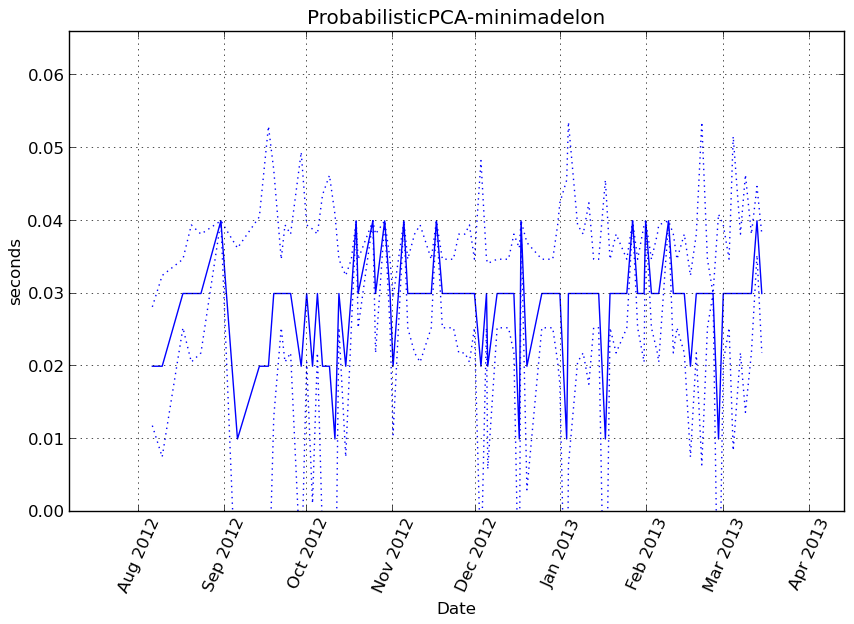 ProbabilisticPCA-minimadelon
0.06
0.05
0.04
0.03
0.02
0.01
0.00
seconds
Aug 2012
Sep 2012
Oct 2012
Nov 2012
Dec 2012
Jan 2013
Feb 2013
Mar 2013
Apr 2013
Date